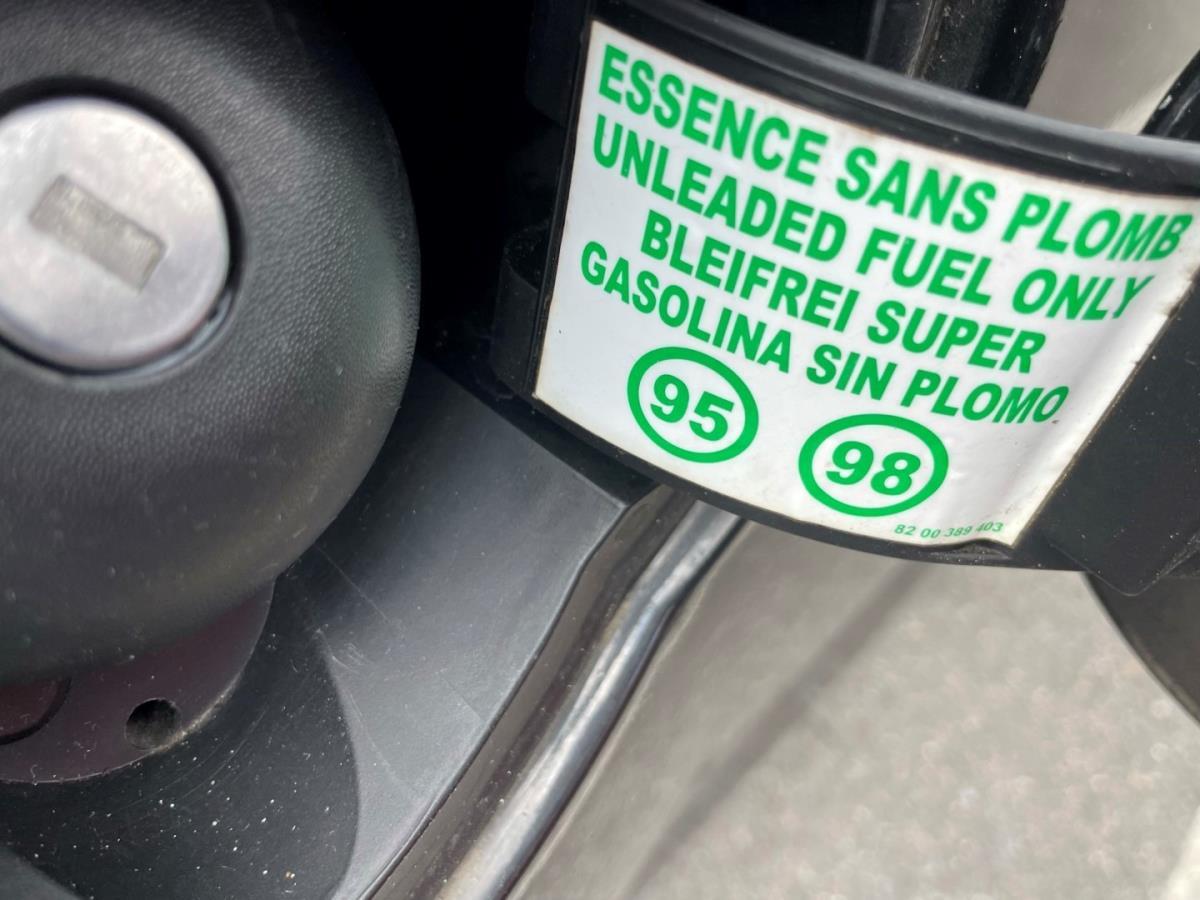 ESSENCE SANS PLOMB
UNLEADED FUEL ONLY
BLEIFREI SUPER
GASOLINA SIN PLOMO
95 98
82 00 389 403